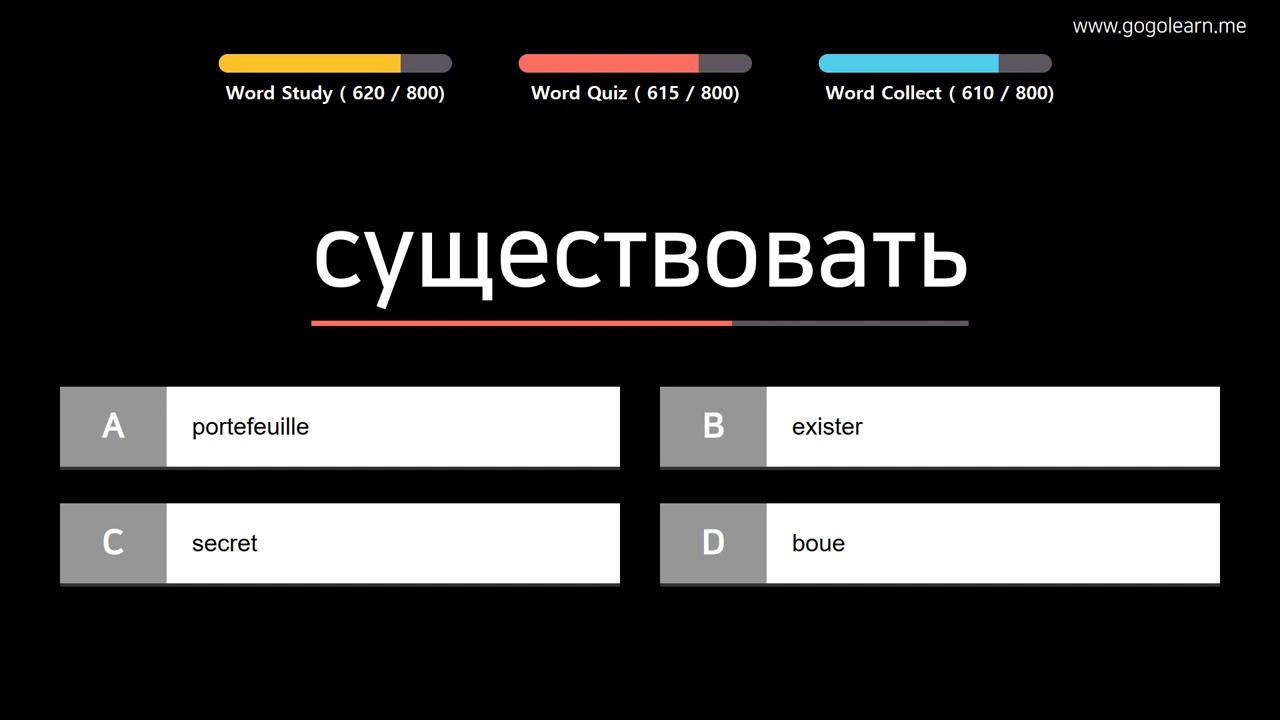 www.gogolearn.me
Word Study ( 620 / 800)
Word Quiz ( 615 / 800)
Word Collect ( 610 / 800)
существовать
A portefeuille
B exister
C secret
D boue